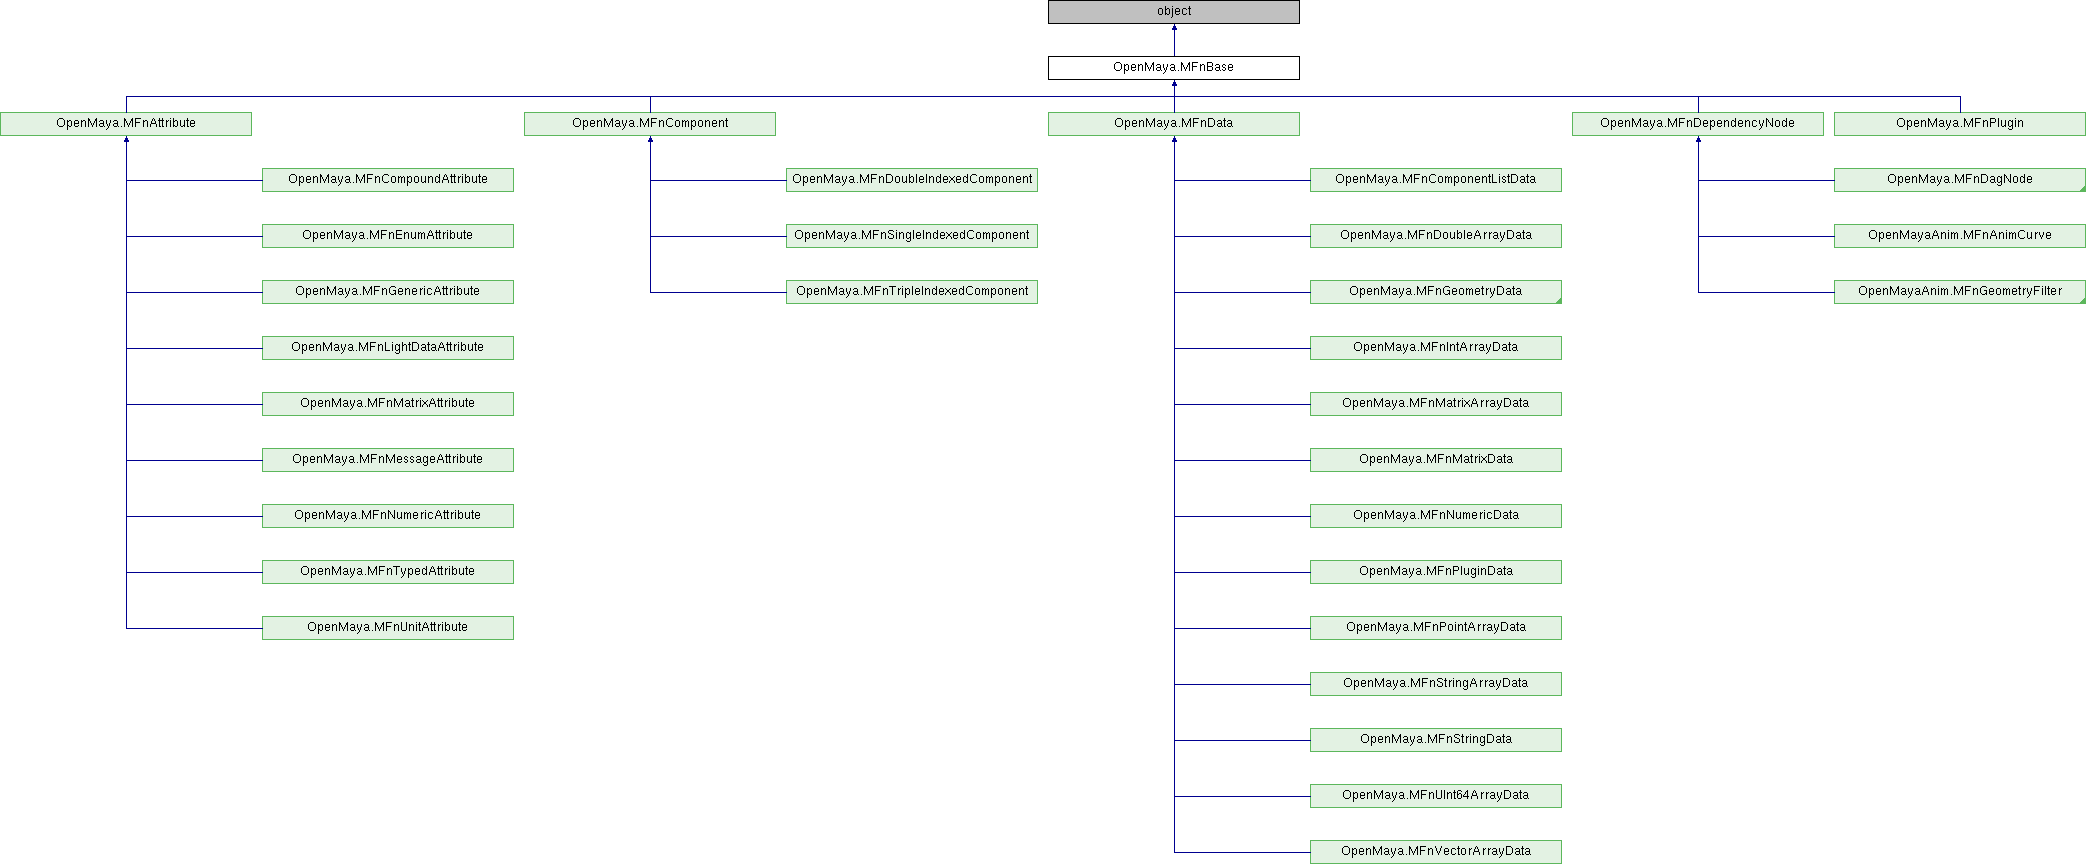 object
OpenMaya.MFnBase
OpenMaya.MFnAttribute
OpenMaya.MFnComponent
OpenMaya.MFnData
OpenMaya.MFnDependencyNode
OpenMaya.MFnPlugin
OpenMaya.MFnCompoundAttribute
OpenMaya.MFnDoubleIndexedComponent
OpenMaya.MFnComponentListData
OpenMaya.MFnDagNode
OpenMaya.MFnEnumAttribute
OpenMaya.MFnSingleIndexedComponent
OpenMaya.MFnDoubleArrayData
OpenMayaAnim.MFnAnimCurve
OpenMaya.MFnGenericAttribute
OpenMaya.MFnTripleIndexedComponent
OpenMaya.MFnGeometryData
OpenMayaAnim.MFnGeometryFilter
OpenMaya.MFnLightDataAttribute
OpenMaya.MFnIntArrayData
OpenMaya.MFnMatrixAttribute
OpenMaya.MFnMatrixArrayData
OpenMaya.MFnMessageAttribute
OpenMaya.MFnMatrixData
OpenMaya.MFnNumericAttribute
OpenMaya.MFnNumericData
OpenMaya.MFnTypedAttribute
OpenMaya.MFnPluginData
OpenMaya.MFnUnitAttribute
OpenMaya.MFnPointArrayData
OpenMaya.MFnStringArrayData
OpenMaya.MFnStringData
OpenMaya.MFnUInt64ArrayData
OpenMaya.MFnVectorArrayData